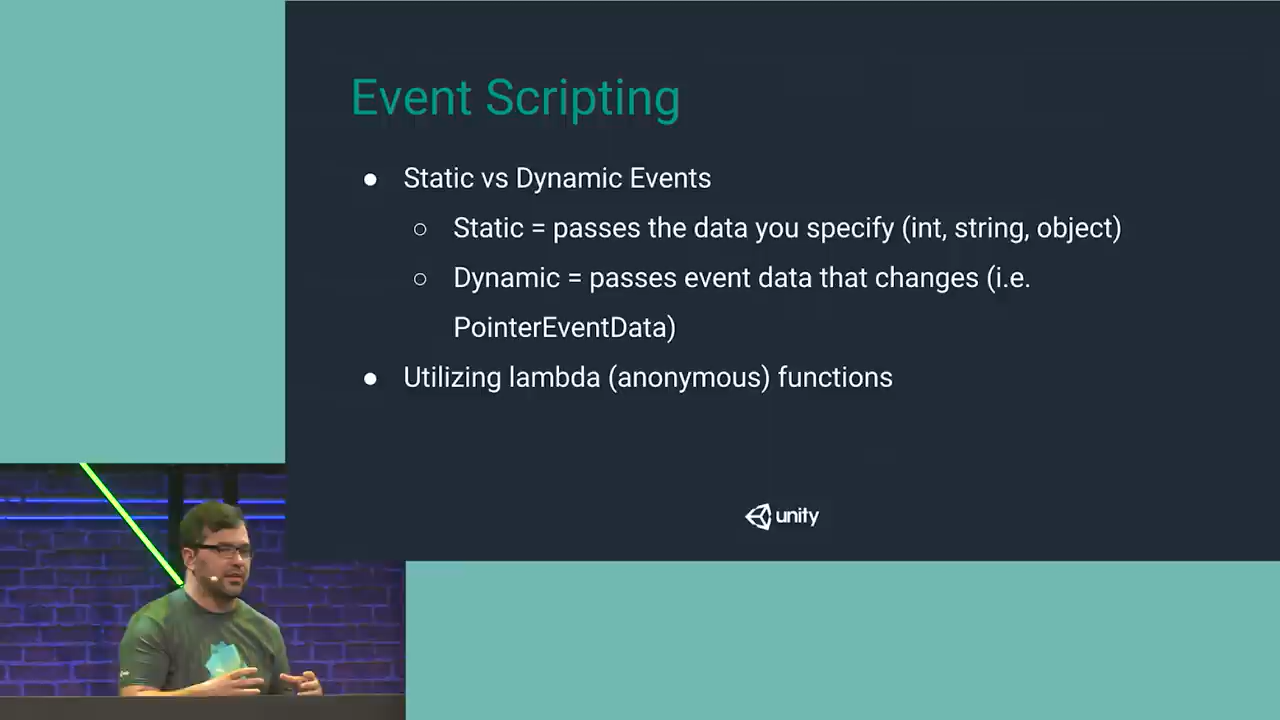 Event Scripting
● Static vs Dynamic Events
○ Static = passes the data you specify (int, string, object)
○ Dynamic = passes event data that changes (i.e.
PointerEventData)
● Utilizing lambda (anonymous) functions
unity